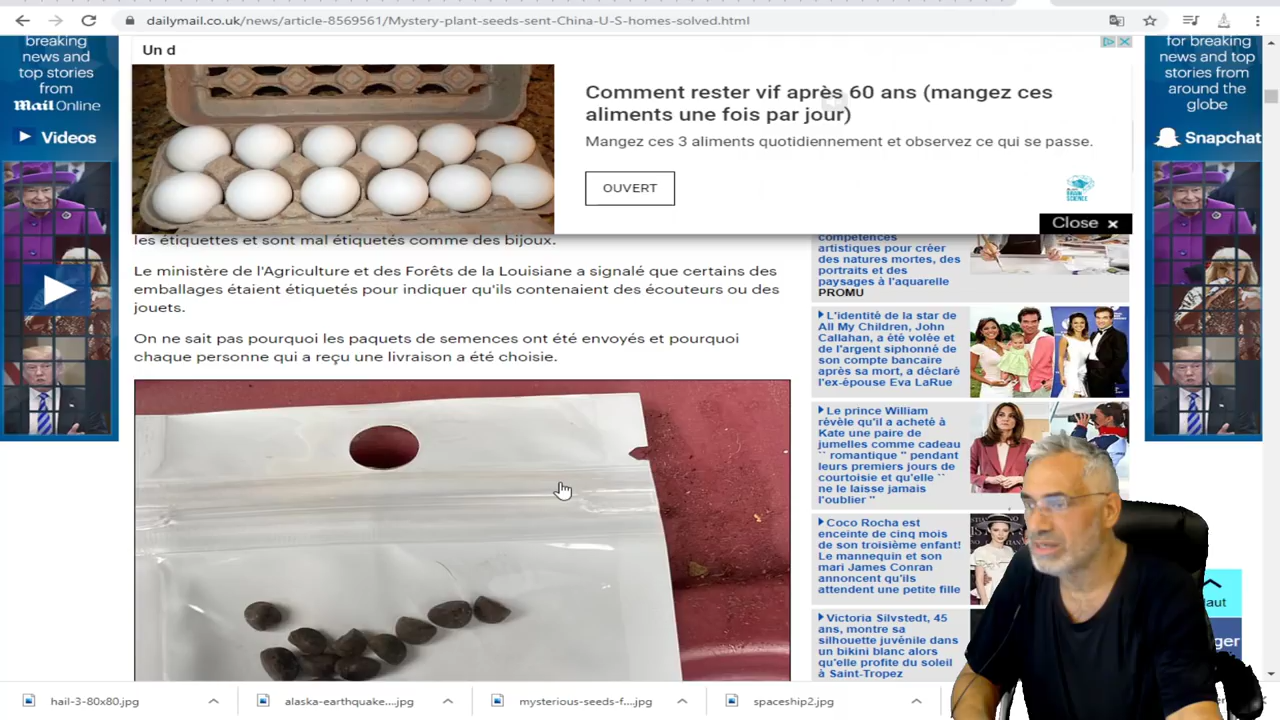 dailymail.co.uk/news/article-8569561/Mystery-plant-seeds-sent-China-U-S-homes-solved.html
breaking
news and
top stories
from
Mail Online
Videos
Un d
Comment rester vif après 60 ans (mangez ces
aliments une fois par jour)
Mangez ces 3 aliments quotidiennement et observez ce qui se passe.
OUVERT
BRAIN
SCIENCE
Close x
for breaking
news and
top stories from
around the
globe
Snapchat
les étiquettes et sont mal étiquetés comme des bijoux.
Le ministère de l'Agriculture et des Forêts de la Louisiane a signalé que certains des
emballages étaient étiquetés pour indiquer qu'ils contenaient des écouteurs ou des
jouets.
On ne sait pas pourquoi les paquets de semences ont été envoyés et pourquoi
chaque personne qui a reçu une livraison a été choisie.
compétences
artistiques pour créer
des natures mortes, des
portraits et des
paysages à l'aquarelle
PROMU
L'identité de la star de
All My Children, John
Callahan, a été volée et
de l'argent siphonné de
son compte bancaire
après sa mort, a déclaré
l'ex-épouse Eva LaRue
Le prince William
révèle qu'il a acheté à
Kate une paire de
jumelles comme cadeau
`` romantique '' pendant
leurs premiers jours de
courtoisie et qu'elle ``
ne le laisse jamais
l'oublier ''
Coco Rocha est
enceinte de cinq mois
de son troisième enfant!
Le mannequin et son
mari James Conran
annoncent qu'ils
attendent une petite fille
Victoria Silvstedt, 45
ans, montre sa
silhouette juvénile dans
un bikini blanc alors
qu'elle profite du soleil
à Saint-Tropez
aut
ger
hail-3-80x80.jpg
alaska-earthquake....jpg
mysterious-seeds-f....jpg
spaceship2.jpg